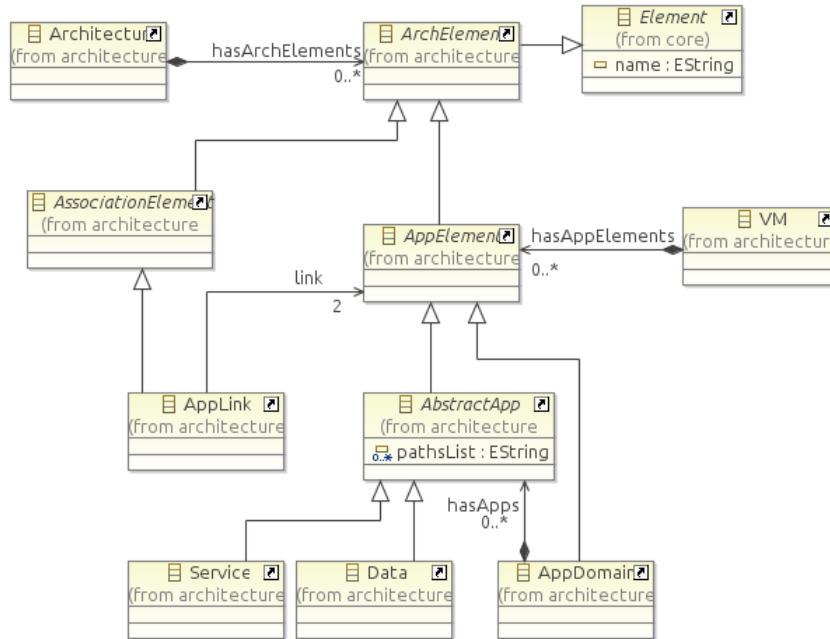 Architectur
(from architecture
hasArchElements
0..*
ArchElemen
(from architecture
Element
(from core)
name : EString
AssociationElement
(from architecture
AppElemen
(from architecture
hasAppElements
0..*
VM
(from architectur
link
2
AppLink
(from architecture
AbstractApp
(from architecture
0..* pathsList : EString
hasApps
0..*
Service
(from architecture
Data
(from architecture
AppDomain
(from architecture